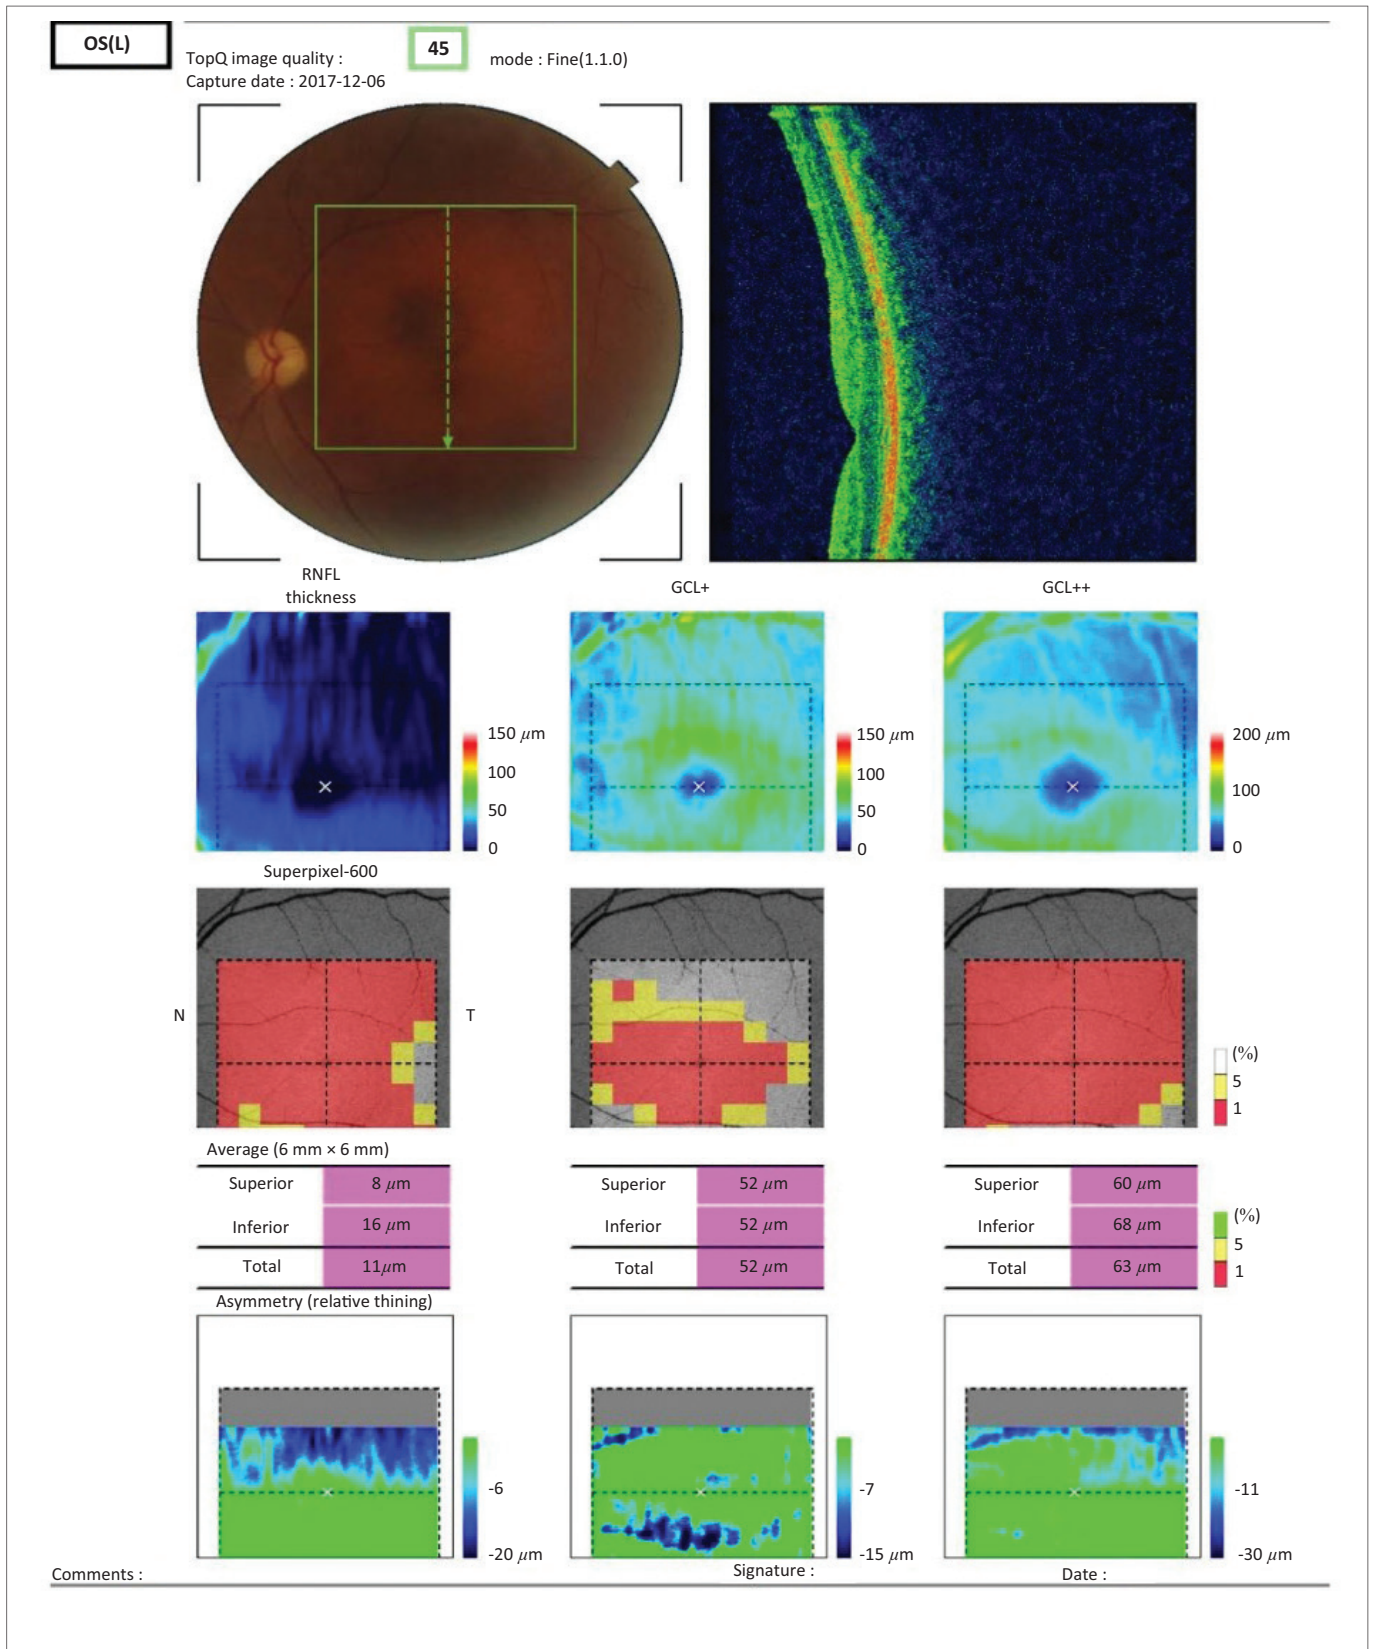 OS(L)
TopQ image quality : 45 mode : Fine(1.1.0)
Capture date : 2017-12-06
RNFL
thickness
GCL+
GCL++
150 μm
100
50
0
150 μm
100
50
0
200 μm
100
0
Superpixel-600
N
T
(%)
5
1
Average (6 mm × 6 mm)
Superior 8 μm
Inferior 16 μm
Total 11μm
Superior 52 μm
Inferior 52 μm
Total 52 μm
Superior 60 μm
Inferior 68 μm
Total 63 μm
(%)
5
1
Asymmetry (relative thining)
-6
-20 μm
-7
-15 μm
-11
-30 μm
Comments :
Signature :
Date :